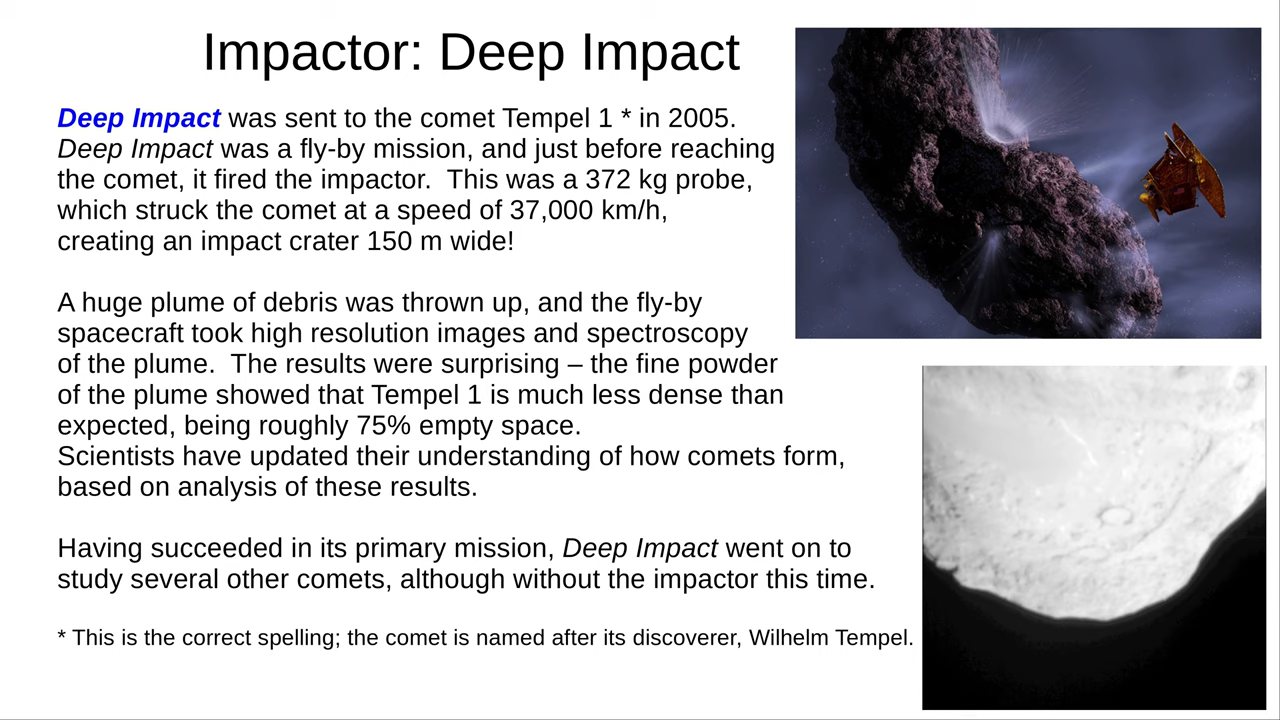 Impactor: Deep Impact
Deep Impact was sent to the comet Tempel 1 * in 2005.
Deep Impact was a fly-by mission, and just before reaching
the comet, it fired the impactor.  This was a 372 kg probe,
which struck the comet at a speed of 37,000 km/h,
creating an impact crater 150 m wide!
A huge plume of debris was thrown up, and the fly-by
spacecraft took high resolution images and spectroscopy
of the plume.  The results were surprising – the fine powder
of the plume showed that Tempel 1 is much less dense than
expected, being roughly 75% empty space.
Scientists have updated their understanding of how comets form,
based on analysis of these results.
Having succeeded in its primary mission, Deep Impact went on to
study several other comets, although without the impactor this time.
* This is the correct spelling; the comet is named after its discoverer, Wilhelm Tempel.